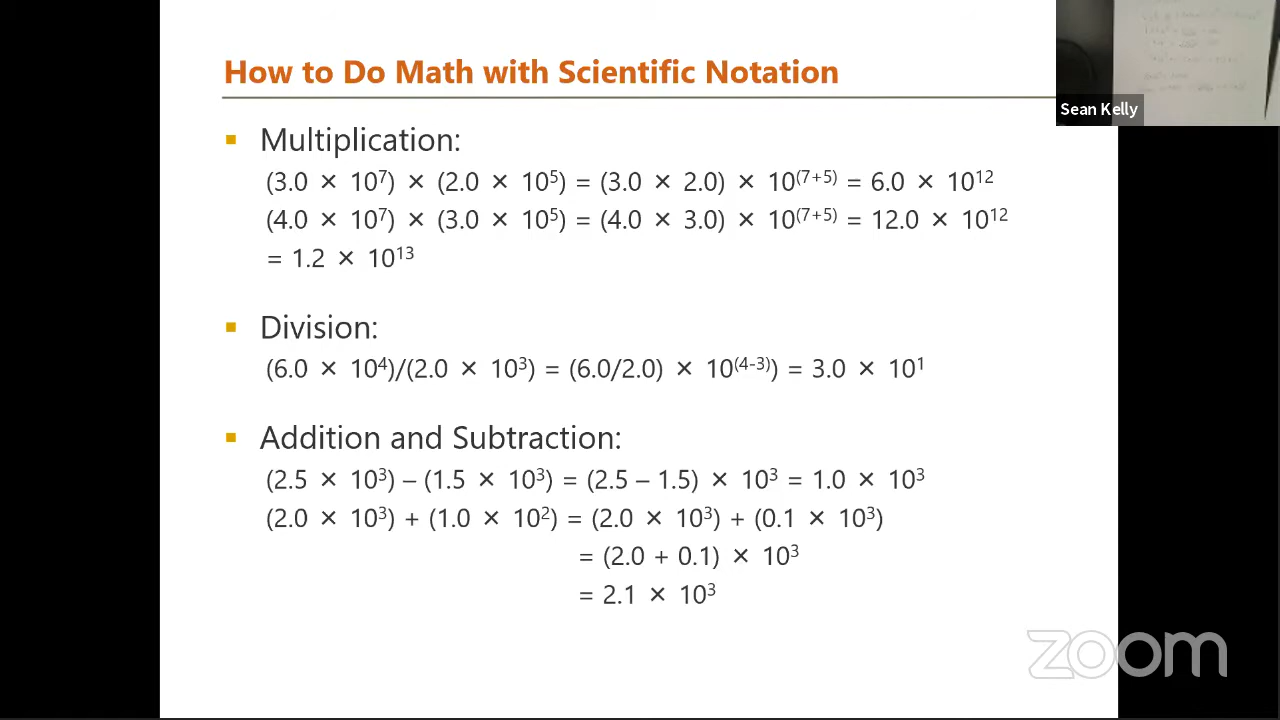 How to Do Math with Scientific Notation
Sean Kelly
▪ Multiplication:
(3.0 × 10⁷) × (2.0 × 10⁵) = (3.0 × 2.0) × 10⁽⁷⁺⁵⁾ = 6.0 × 10¹²
(4.0 × 10⁷) × (3.0 × 10⁵) = (4.0 × 3.0) × 10⁽⁷⁺⁵⁾ = 12.0 × 10¹²
= 1.2 × 10¹³
▪ Division:
(6.0 × 10⁴)/(2.0 × 10³) = (6.0/2.0) × 10⁽⁴⁻³⁾) = 3.0 × 10¹
▪ Addition and Subtraction:
(2.5 × 10³) – (1.5 × 10³) = (2.5 – 1.5) × 10³ = 1.0 × 10³
(2.0 × 10³) + (1.0 × 10²) = (2.0 × 10³) + (0.1 × 10³)
= (2.0 + 0.1) × 10³
= 2.1 × 10³
zoom